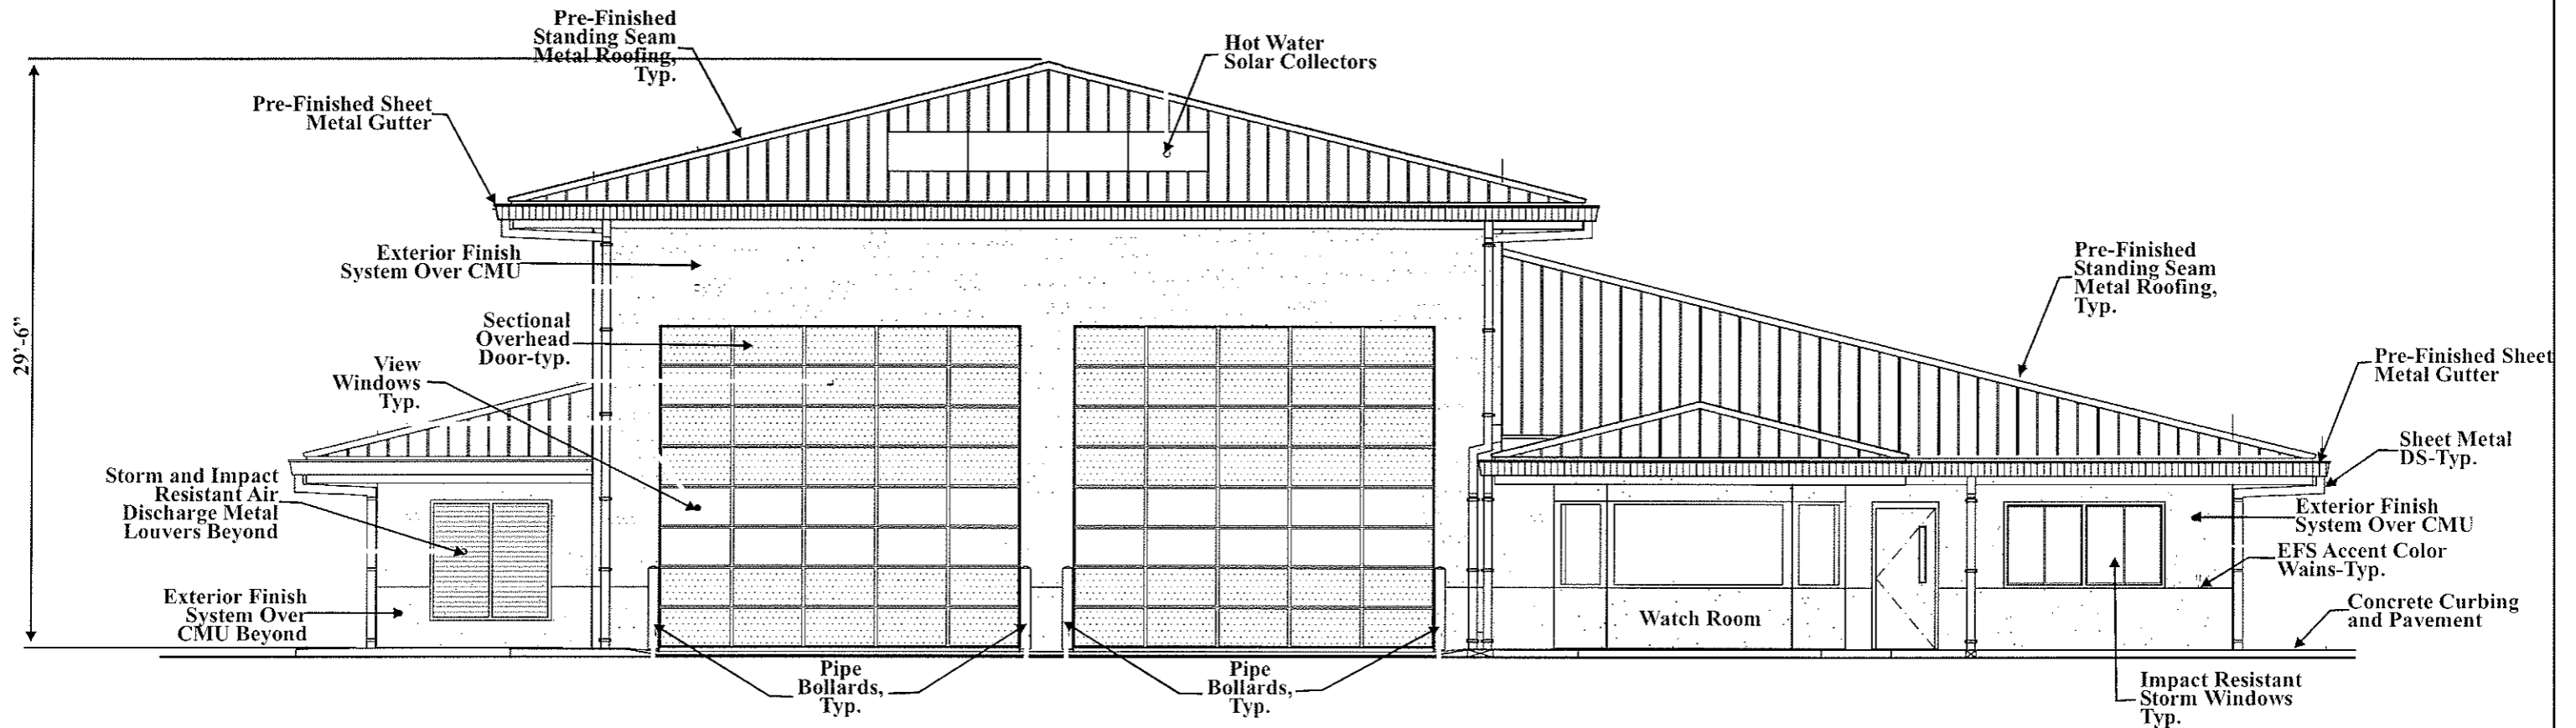 Pre-Finished
Standing Seam
Metal Roofing,
Typ.
Hot Water
Solar Collectors
Pre-Finished Sheet
Metal Gutter
Exterior Finish
System Over CMU
Pre-Finished
Standing Seam
Metal Roofing,
Typ.
29'-6"
Sectional
Overhead
Door-typ.
View
Windows
Typ.
Pre-Finished Sheet
Metal Gutter
Sheet Metal
DS-Typ.
Storm and Impact
Resistant Air
Discharge Metal
Louvers Beyond
Exterior Finish
System Over CMU
EFS Accent Color
Wains-Typ.
Exterior Finish
System Over
CMU Beyond
Watch Room
Concrete Curbing
and Pavement
Pipe
Bollards,
Typ.
Pipe
Bollards,
Typ.
Impact Resistant
Storm Windows
Typ.